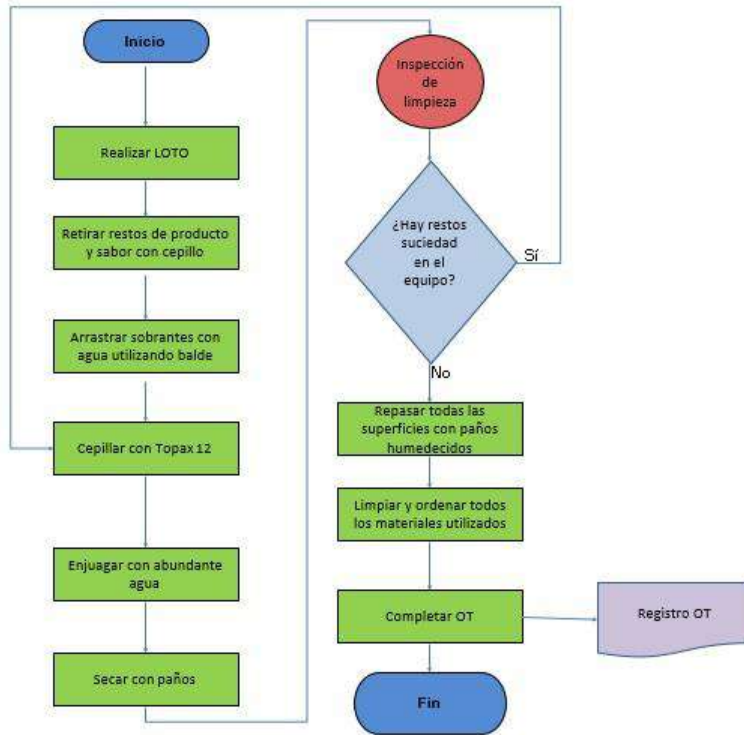 Inicio
Realizar LOTO
Retirar restos de producto
y sabor con cepillo
Arrastrar sobrantes con
agua utilizando balde
Cepillar con Topax 12
Enjuagar con abundante
agua
Secar con paños
Inspección
de
limpieza
¿Hay restos
suciedad
en el
equipo?
Sí
No
Repasar todas las
superficies con paños
humedecidos
Limpiar y ordenar todos
los materiales utilizados
Completar OT
Registro OT
Fin